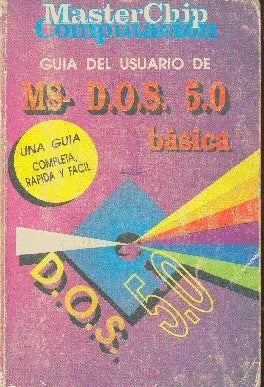 MasterChip
Computación
GUIA DEL USUARIO DE
MS- D.O.S. 5.0
básica
UNA GUIA
COMPLETA,
RAPIDA Y FACIL
D.O.S.
5.0